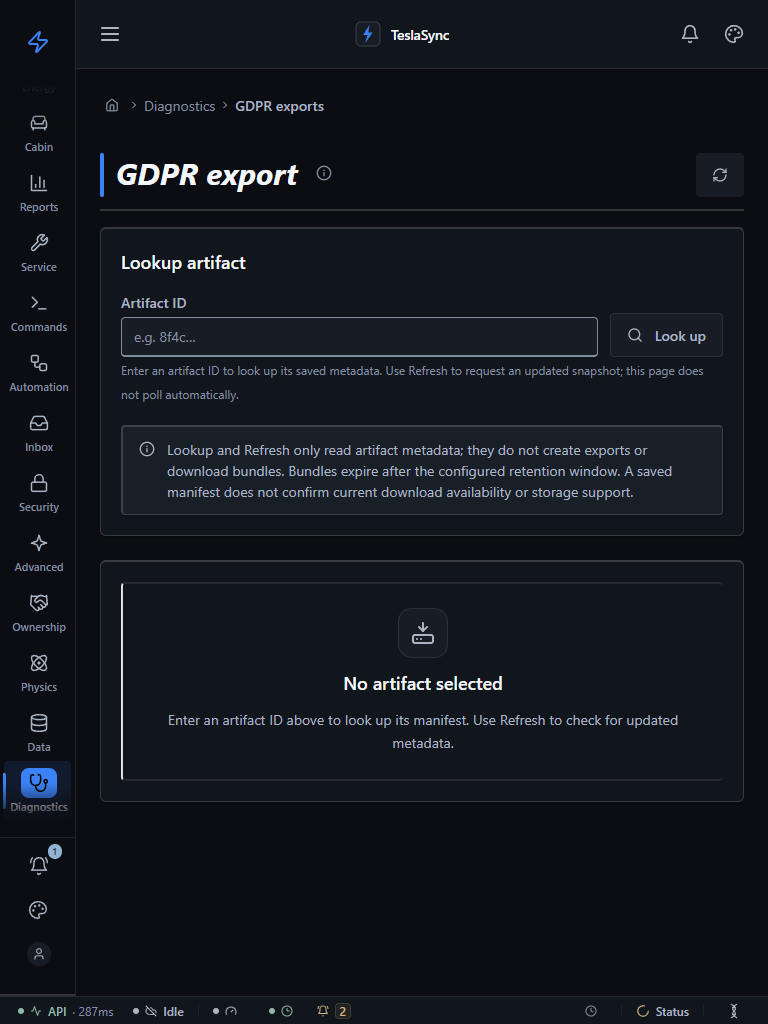 TeslaSync
Diagnostics
GDPR exports
GDPR export
Lookup artifact
Artifact ID
e.g. 8f4c...
Look up
Enter an artifact ID to look up its saved metadata. Use Refresh to request an updated snapshot; this page does
not poll automatically.
Lookup and Refresh only read artifact metadata; they do not create exports or
download bundles. Bundles expire after the configured retention window. A saved
manifest does not confirm current download availability or storage support.
No artifact selected
Enter an artifact ID above to look up its manifest. Use Refresh to check for updated
metadata.
Cabin
Reports
Service
Commands
Automation
Inbox
Security
Advanced
Ownership
Physics
Data
Diagnostics
1
API · 287ms
Idle
2
Status